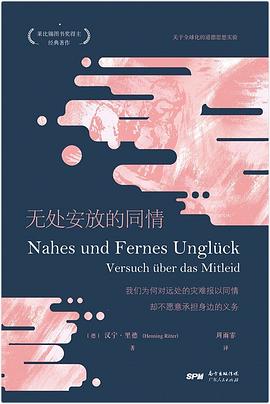 莱比锡图书奖得主
经典著作
关于全球化的道德思想实验
无处安放的同情
Nahes und Fernes Unglück
Versuch über das Mitleid
我们为何对远处的灾难报以同情
却不愿意承担身边的义务
〔德〕汉宁·里德 (Henning Ritter)
著
周雨霏
译
SPM
南方出版传媒
广东人民出版社